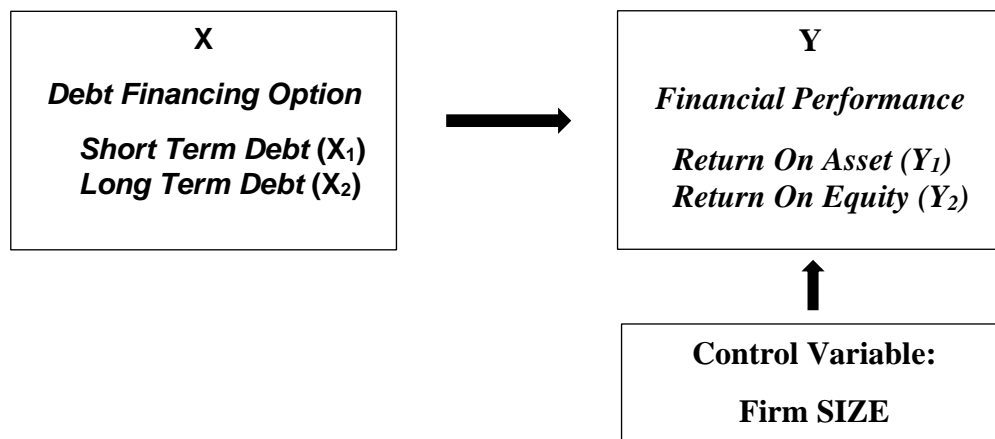 X
Debt Financing Option
Short Term Debt (X₁)
Long Term Debt (X₂)
Y
Financial Performance
Return On Asset (Y₁)
Return On Equity (Y₂)
Control Variable:
Firm SIZE